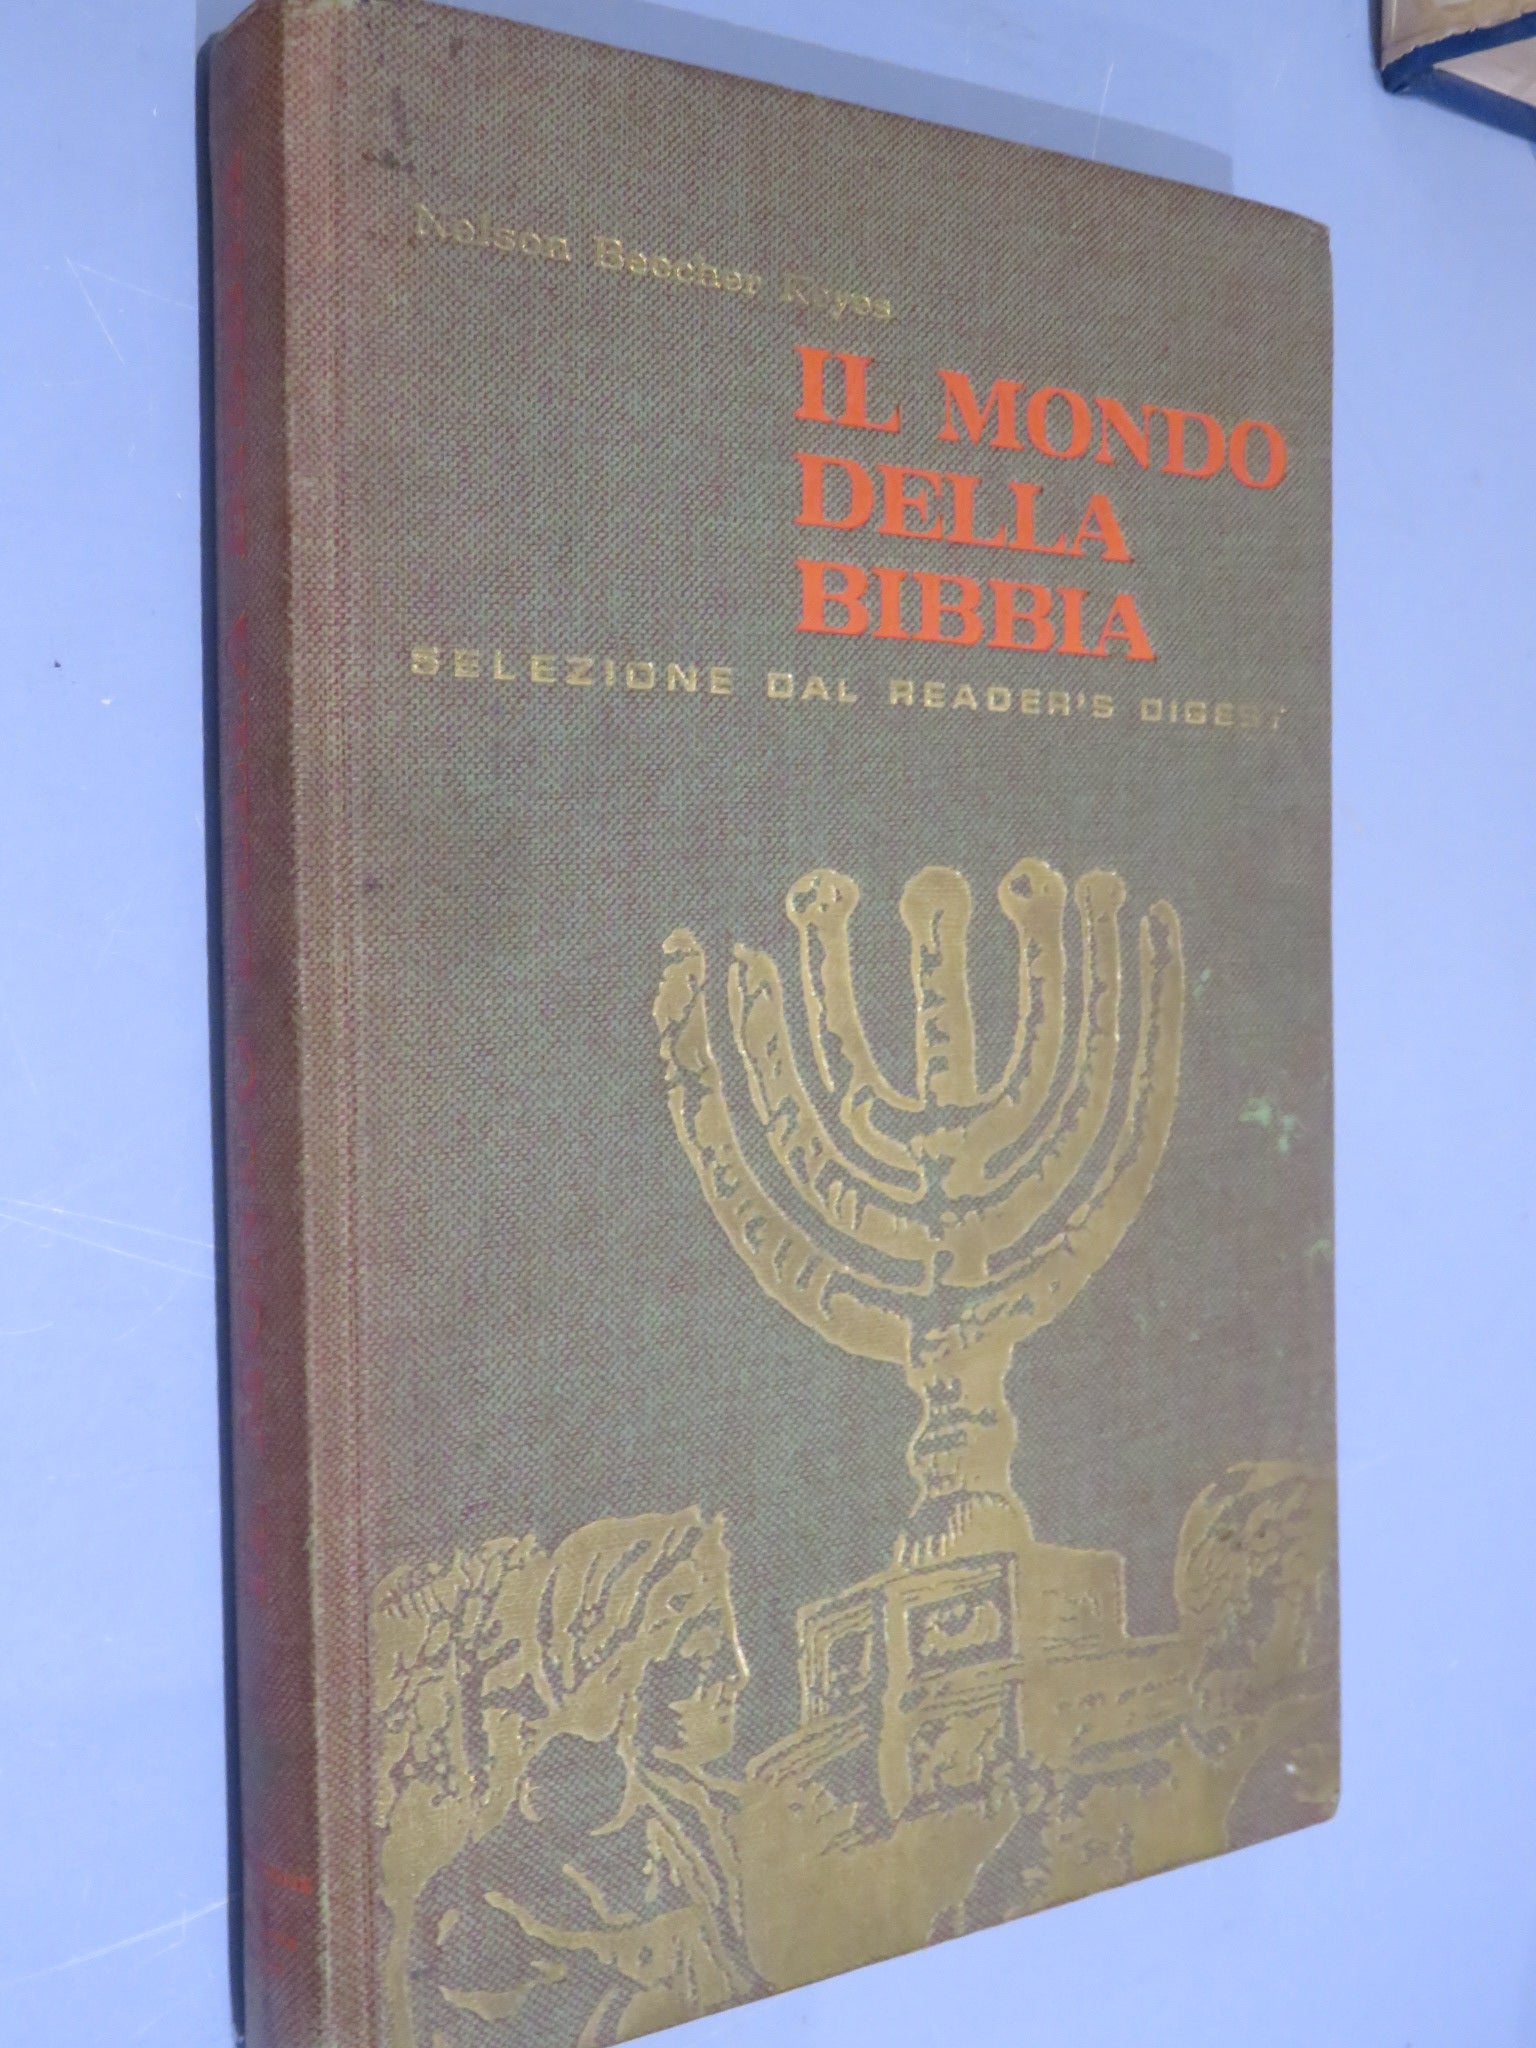 Nelson Beecher Keyes
IL MONDO
DELLA
BIBBIA
SELEZIONE DAL READER'S DIGEST